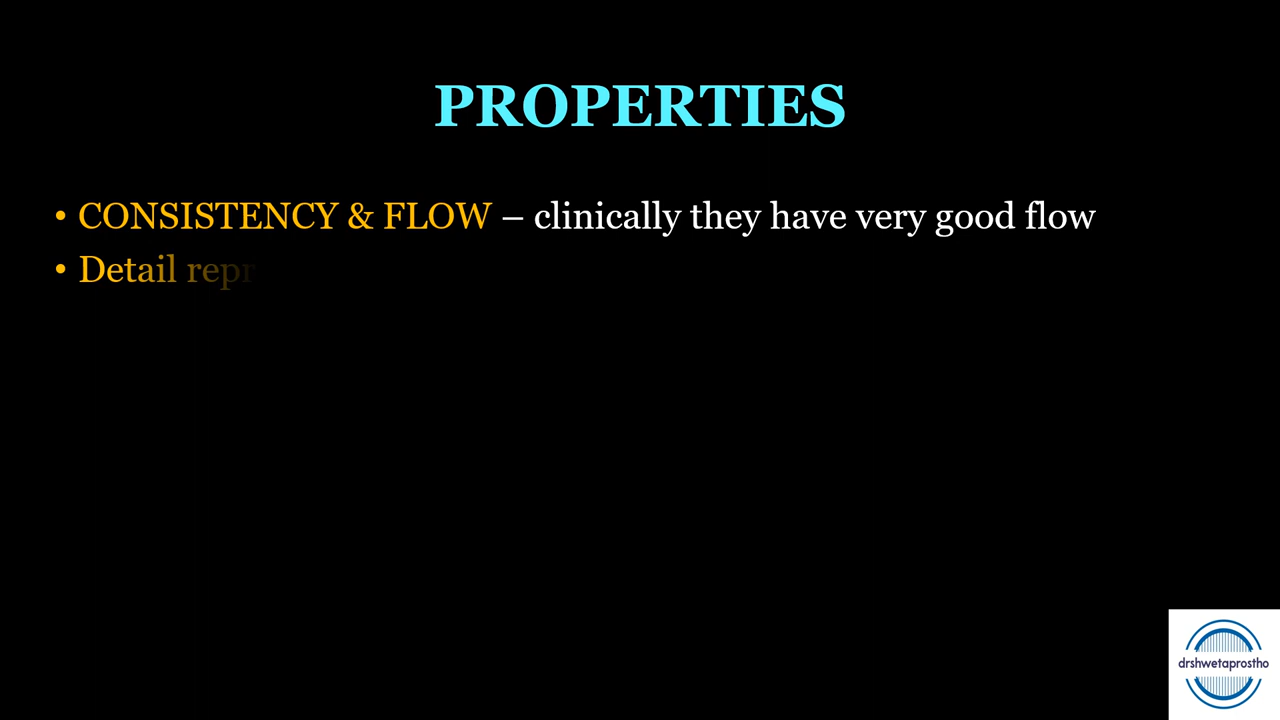 PROPERTIES
• CONSISTENCY & FLOW – clinically they have very good flow
• Detail repr
drshwetaprostho